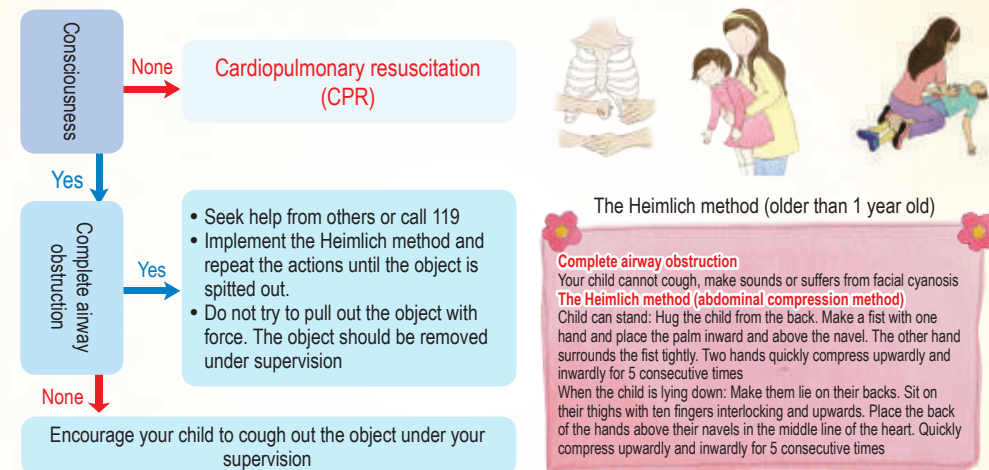 Consciousness
None
Cardiopulmonary resuscitation
(CPR)
Yes
Complete airway
obstruction
Yes
• Seek help from others or call 119
• Implement the Heimlich method and
repeat the actions until the object is
spitted out.
• Do not try to pull out the object with
force. The object should be removed
under supervision
None
Encourage your child to cough out the object under your
supervision
The Heimlich method (older than 1 year old)
Complete airway obstruction
Your child cannot cough, make sounds or suffers from facial cyanosis
The Heimlich method (abdominal compression method)
Child can stand: Hug the child from the back. Make a fist with one
hand and place the palm inward and above the navel. The other hand
surrounds the fist tightly. Two hands quickly compress upwardly and
inwardly for 5 consecutive times
When the child is lying down: Make them lie on their backs. Sit on
their thighs with ten fingers interlocking and upwards. Place the back
of the hands above their navels in the middle line of the heart. Quickly
compress upwardly and inwardly for 5 consecutive times